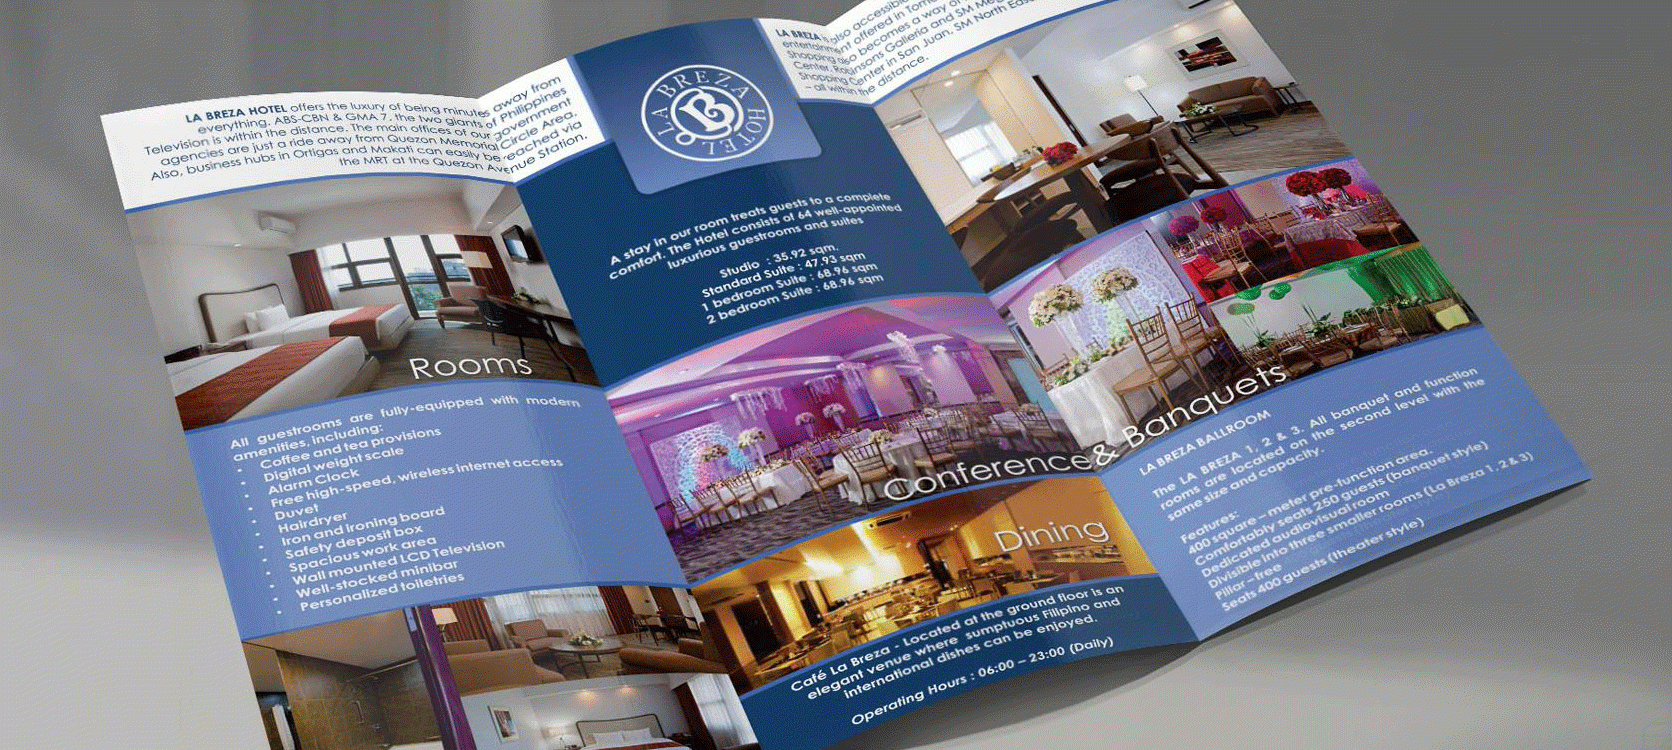 LA BREZA HOTEL offers the luxury of being minutes away from
everything. ABS-CBN & GMA 7, the two giants of Philippines
Television is within the distance. The main offices of our government
agencies are just a ride away from Quezon Memorial Circle Area.
Also, business hubs in Ortigas and Makati can easily be reached via
the MRT at the Quezon Avenue Station.
Rooms
All guestrooms are fully-equipped with modern
amenities, including:
• Coffee and tea provisions
• Digital weight scale
• Alarm Clock
• Free high-speed, wireless internet access
• Duvet
• Hairdryer
• Iron and ironing board
• Safety deposit box
• Spacious work area
• Wall mounted LCD Television
• Well-stocked minibar
• Personalized toiletries
LA BREZA HOTEL
B
A stay in our room treats guests to a complete
comfort. The Hotel consists of 64 well-appointed
luxurious guestrooms and suites
Studio : 35.92 sqm.
Standard Suite : 47.93 sqm
1 bedroom Suite : 68.96 sqm
2 bedroom Suite : 68.96 sqm
Conference & Banquets
Dining
Café La Breza - Located at the ground floor is an
elegant venue where sumptuous Filipino and
international dishes can be enjoyed.
Operating Hours : 06:00 – 23:00 (Daily)
LA BREZA is also accessible
entertainment offered in
Shopping also becomes a way of
Center, Robinsons Galleria and SM
Shopping Center in San Juan, SM North
– all within the distance.
LA BREZA BALLROOM
The LA BREZA 1, 2 & 3. All banquet and function
rooms are located on the second level with the
same size and capacity.
Features:
400 square – meter pre-function area.
Comfortably seats 250 guests (banquet style)
Dedicated audiovisual room
Divisible into three smaller rooms (La Breza 1, 2 & 3)
Pillar – free
Seats 400 guests (theater style)